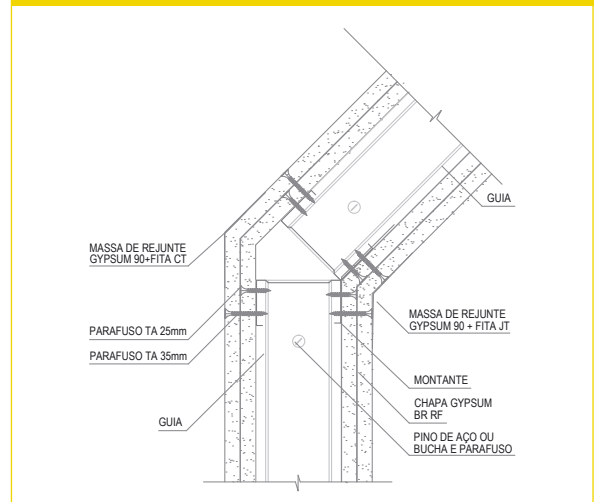 GUIA
MASSA DE REJUNTE
GYPSUM 90+FITA CT
MASSA DE REJUNTE
GYPSUM 90 + FITA JT
PARAFUSO TA 25mm
PARAFUSO TA 35mm
MONTANTE
CHAPA GYPSUM
BR RF
GUIA
PINO DE AÇO OU
BUCHA E PARAFUSO